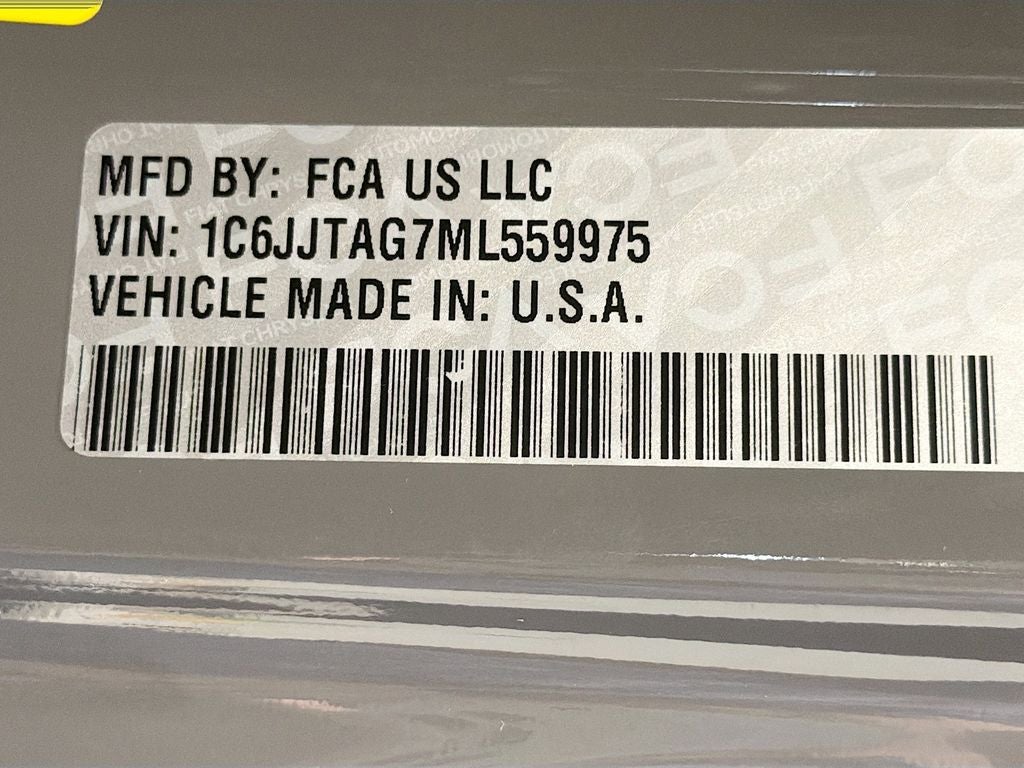 MFD BY: FCA US LLC
VIN: 1C6JJTAG7ML559975
VEHICLE MADE IN: U.S.A.